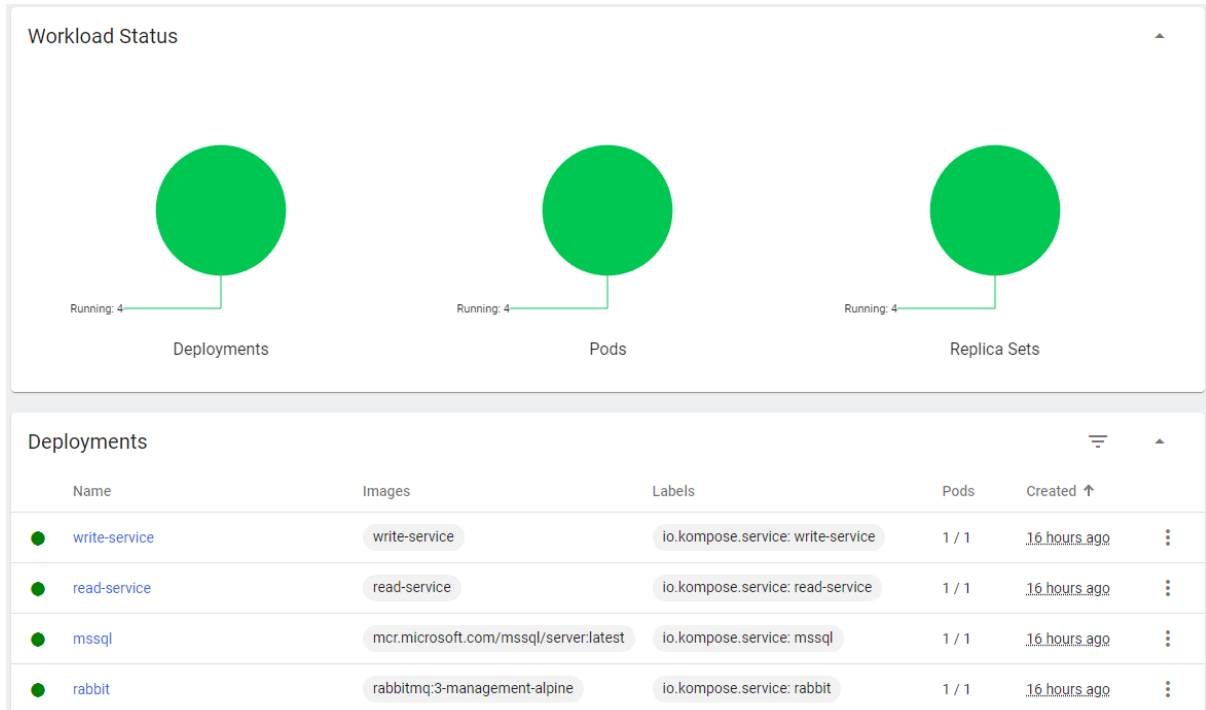 Workload Status
Running: 4
Running: 4
Running: 4
Deployments
Pods
Replica Sets
Deployments
Name Images Labels Pods Created
write-service write-service io.kompose.service: write-service 1 / 1 16 hours ago
read-service read-service io.kompose.service: read-service 1 / 1 16 hours ago
mssql mcr.microsoft.com/mssql/server:latest io.kompose.service: mssql 1 / 1 16 hours ago
rabbit rabbitmq:3-management-alpine io.kompose.service: rabbit 1 / 1 16 hours ago